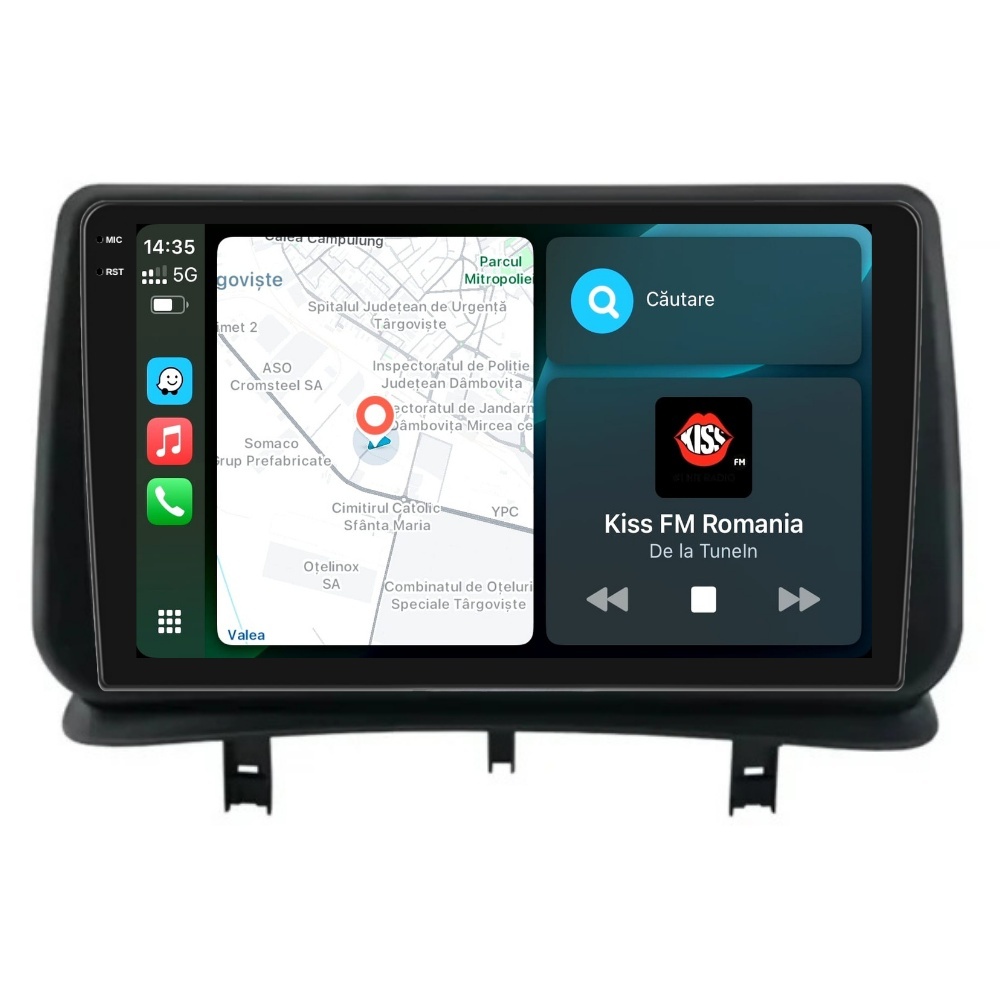 MIC
RST
14:35
5G
Calea Câmpulung
goviște
Parcul
Mitropoliei
Spitalul Județean de Urgență
Târgoviște
imet 2
ASO
Cromsteel SA
Inspectoratul de Poliție
Județean Dâmbovița
ectoratul de Jandarm
Dâmbovița Mircea ce
Somaco
Grup Prefabricate
Cimitirul Catolic
Sfânta Maria
YPC
Oțelinox
SA
Combinatul de Oțeluri
Speciale Târgoviște
Valea
Căutare
KISS
FM
Kiss FM Romania
De la TuneIn